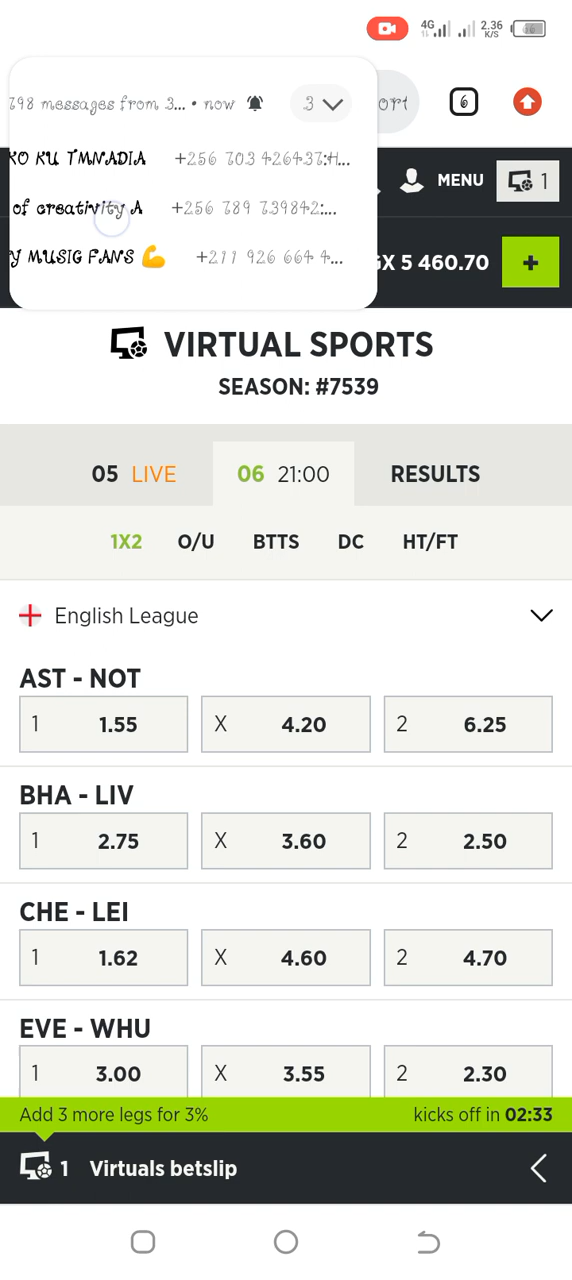 4G 2.36 K/S
798 messages from 3... • now 3
ort 6
KO KU TMNADIA +256 703 426437:H...
of creativity A +256 789 739842:...
Y MUSIG FANS 💪 +211 926 664 4...
MENU 1
GX 5 460.70 +
VIRTUAL SPORTS
SEASON: #7539
05 LIVE 06 21:00 RESULTS
1X2 O/U BTTS DC HT/FT
English League
AST - NOT
1 1.55 X 4.20 2 6.25
BHA - LIV
1 2.75 X 3.60 2 2.50
CHE - LEI
1 1.62 X 4.60 2 4.70
EVE - WHU
1 3.00 X 3.55 2 2.30
Add 3 more legs for 3% kicks off in 02:33
1 Virtuals betslip